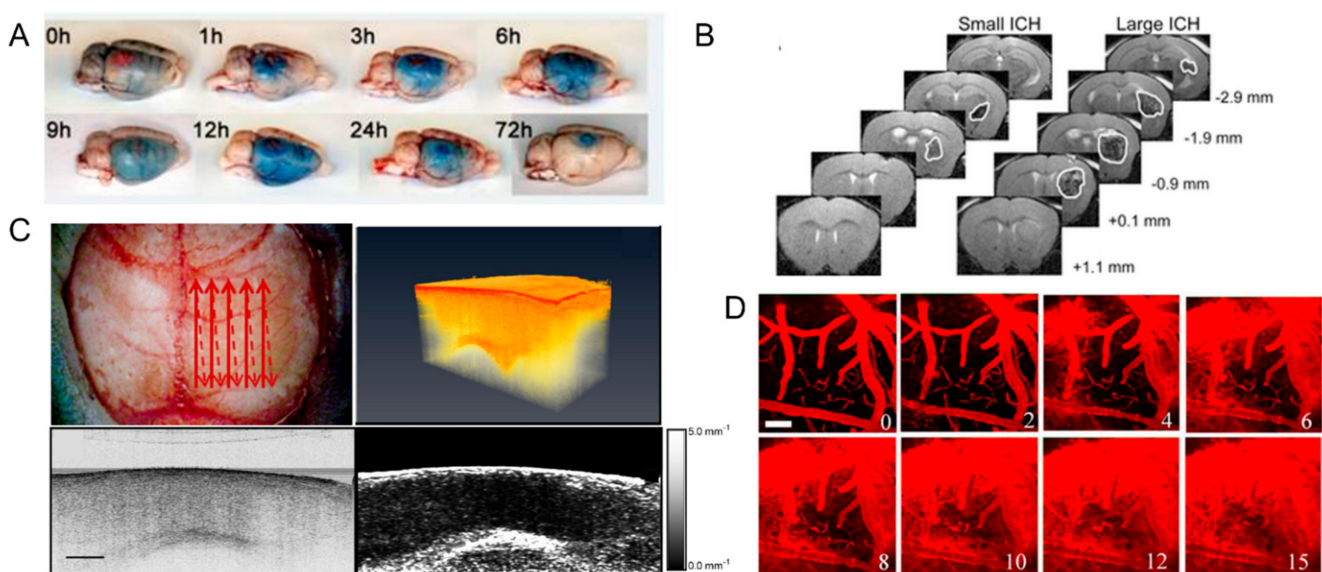 A
0h 1h 3h 6h
9h 12h 24h 72h
B
Small ICH Large ICH
-2.9 mm
-1.9 mm
-0.9 mm
+0.1 mm
+1.1 mm
C
5.0 mm⁻¹
0.0 mm⁻¹
D
0 2 4 6
8 10 12 15